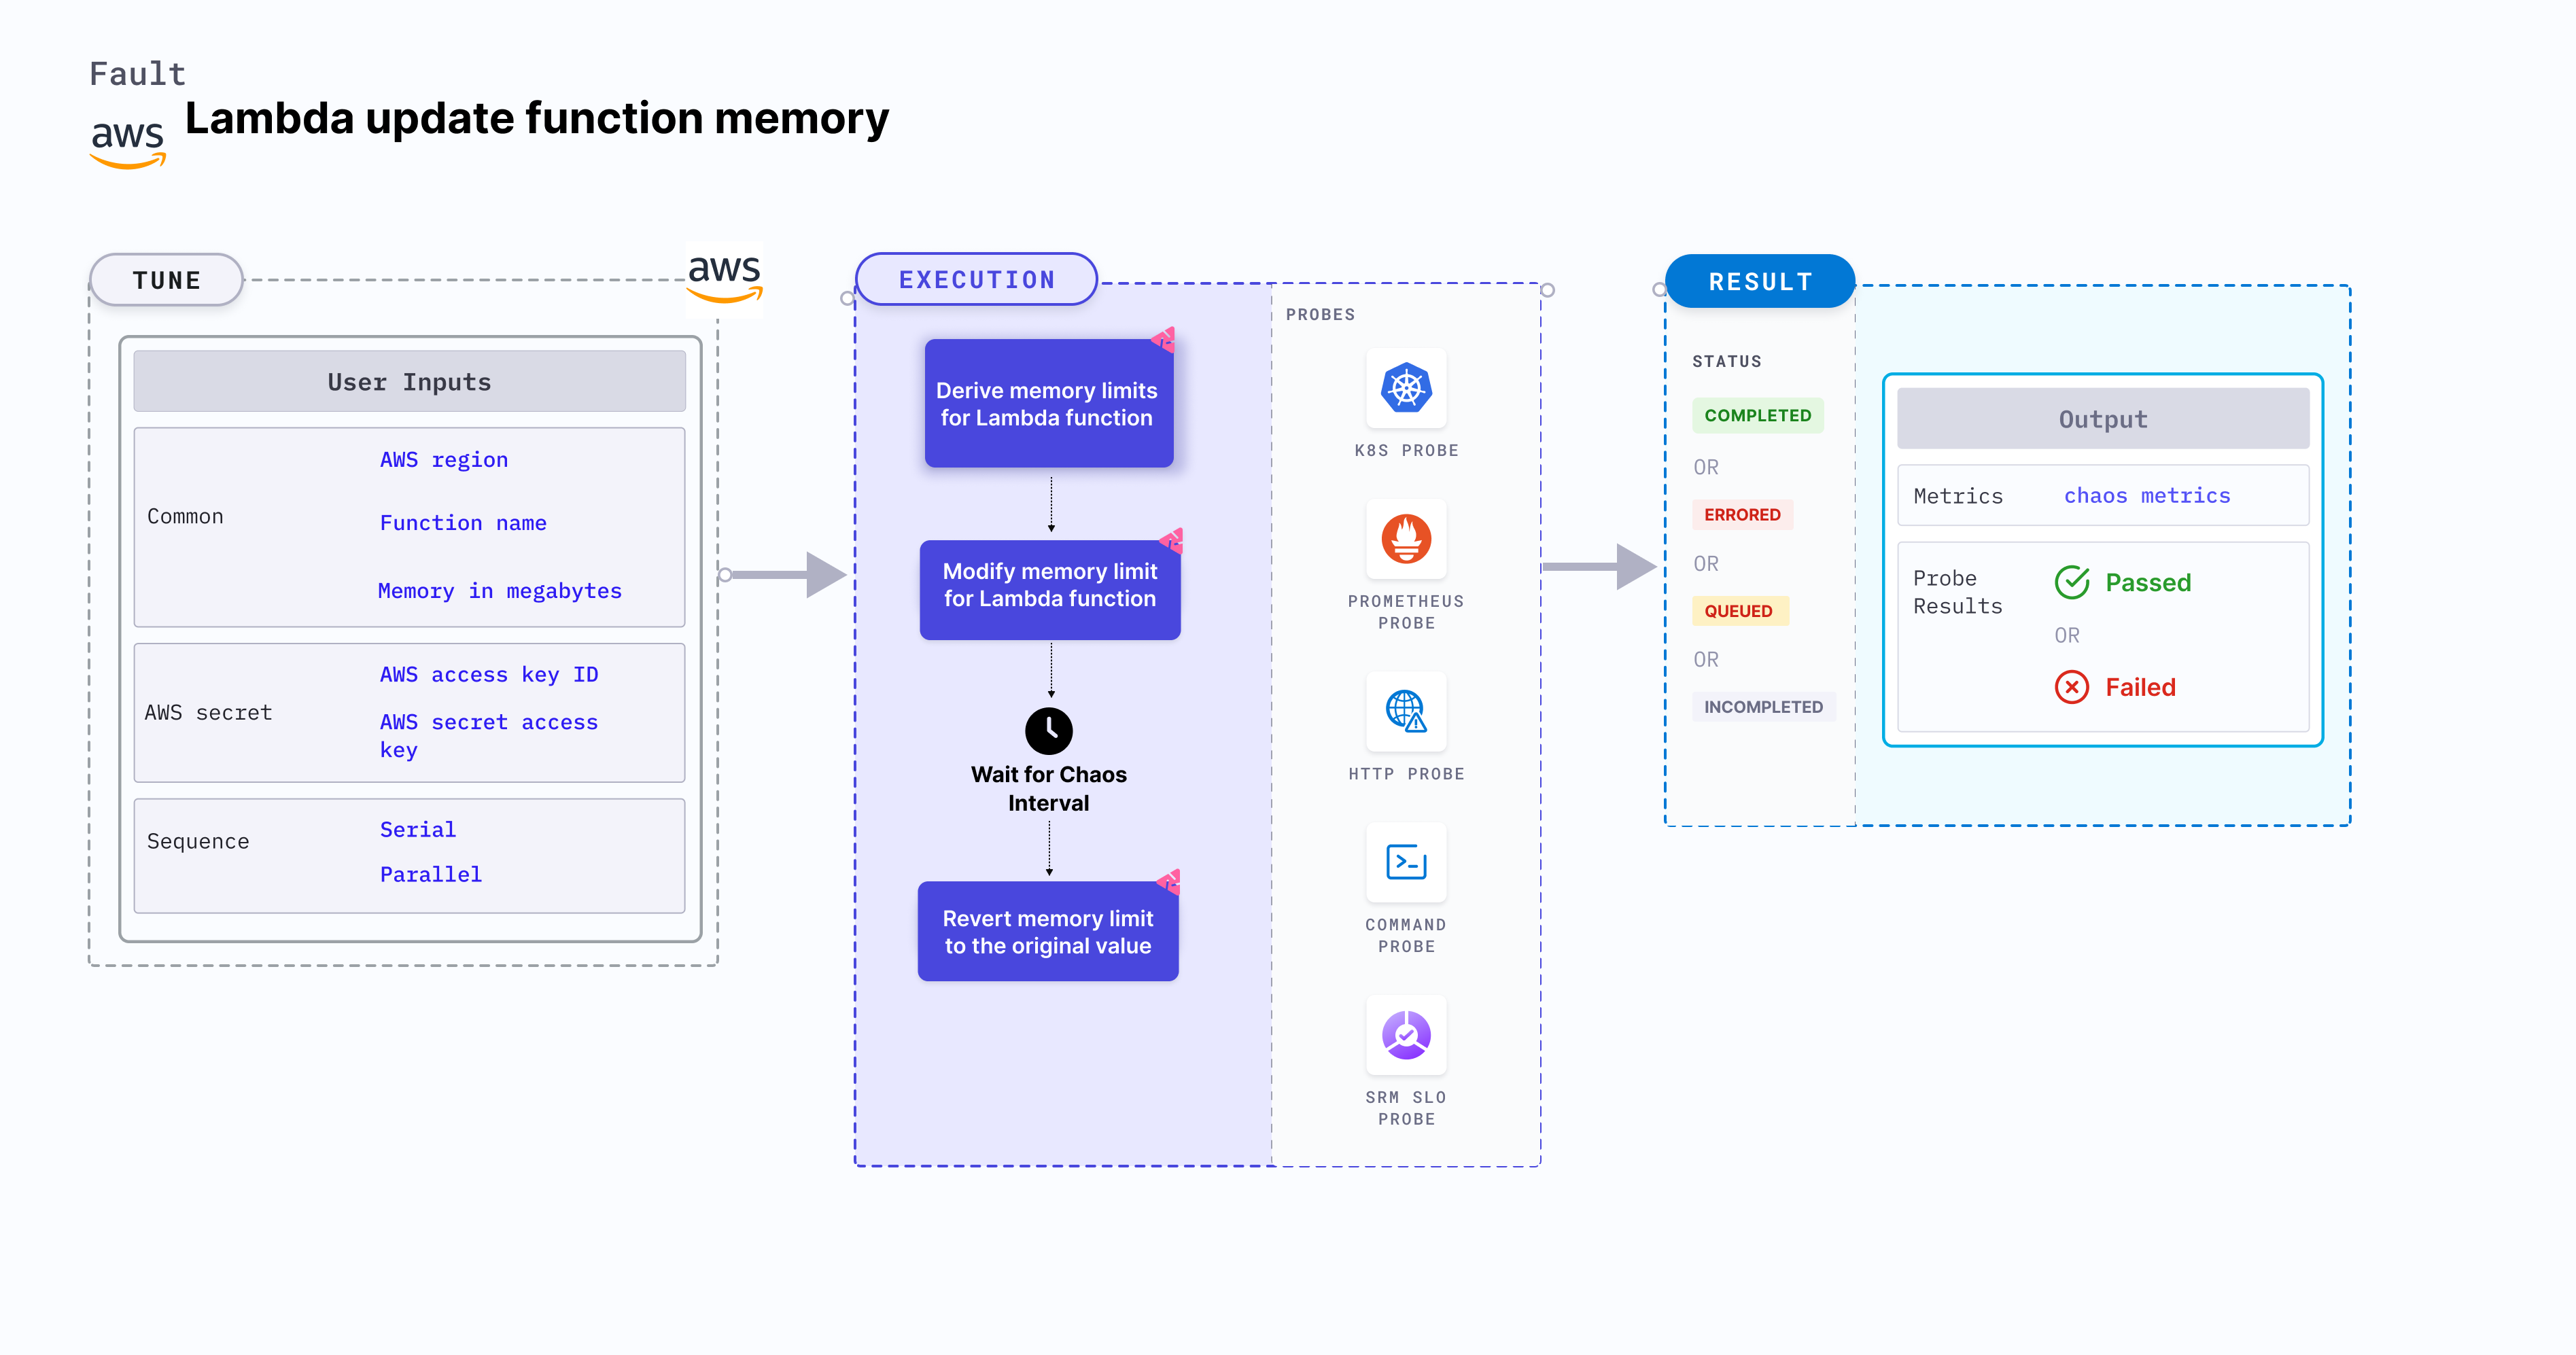 Fault
aws
Lambda update function memory
TUNE
aws
User Inputs
Common
AWS region
Function name
Memory in megabytes
AWS secret
AWS access key ID
AWS secret access
key
Sequence
Serial
Parallel
EXECUTION
Derive memory limits
for Lambda function
Modify memory limit
for Lambda function
Wait for Chaos
Interval
Revert memory limit
to the original value
PROBES
K8S PROBE
PROMETHEUS
PROBE
HTTP PROBE
COMMAND
PROBE
SRM SLO
PROBE
RESULT
STATUS
COMPLETED
OR
ERRORED
OR
QUEUED
OR
INCOMPLETED
Output
Metrics
chaos metrics
Probe
Results
Passed
OR
Failed